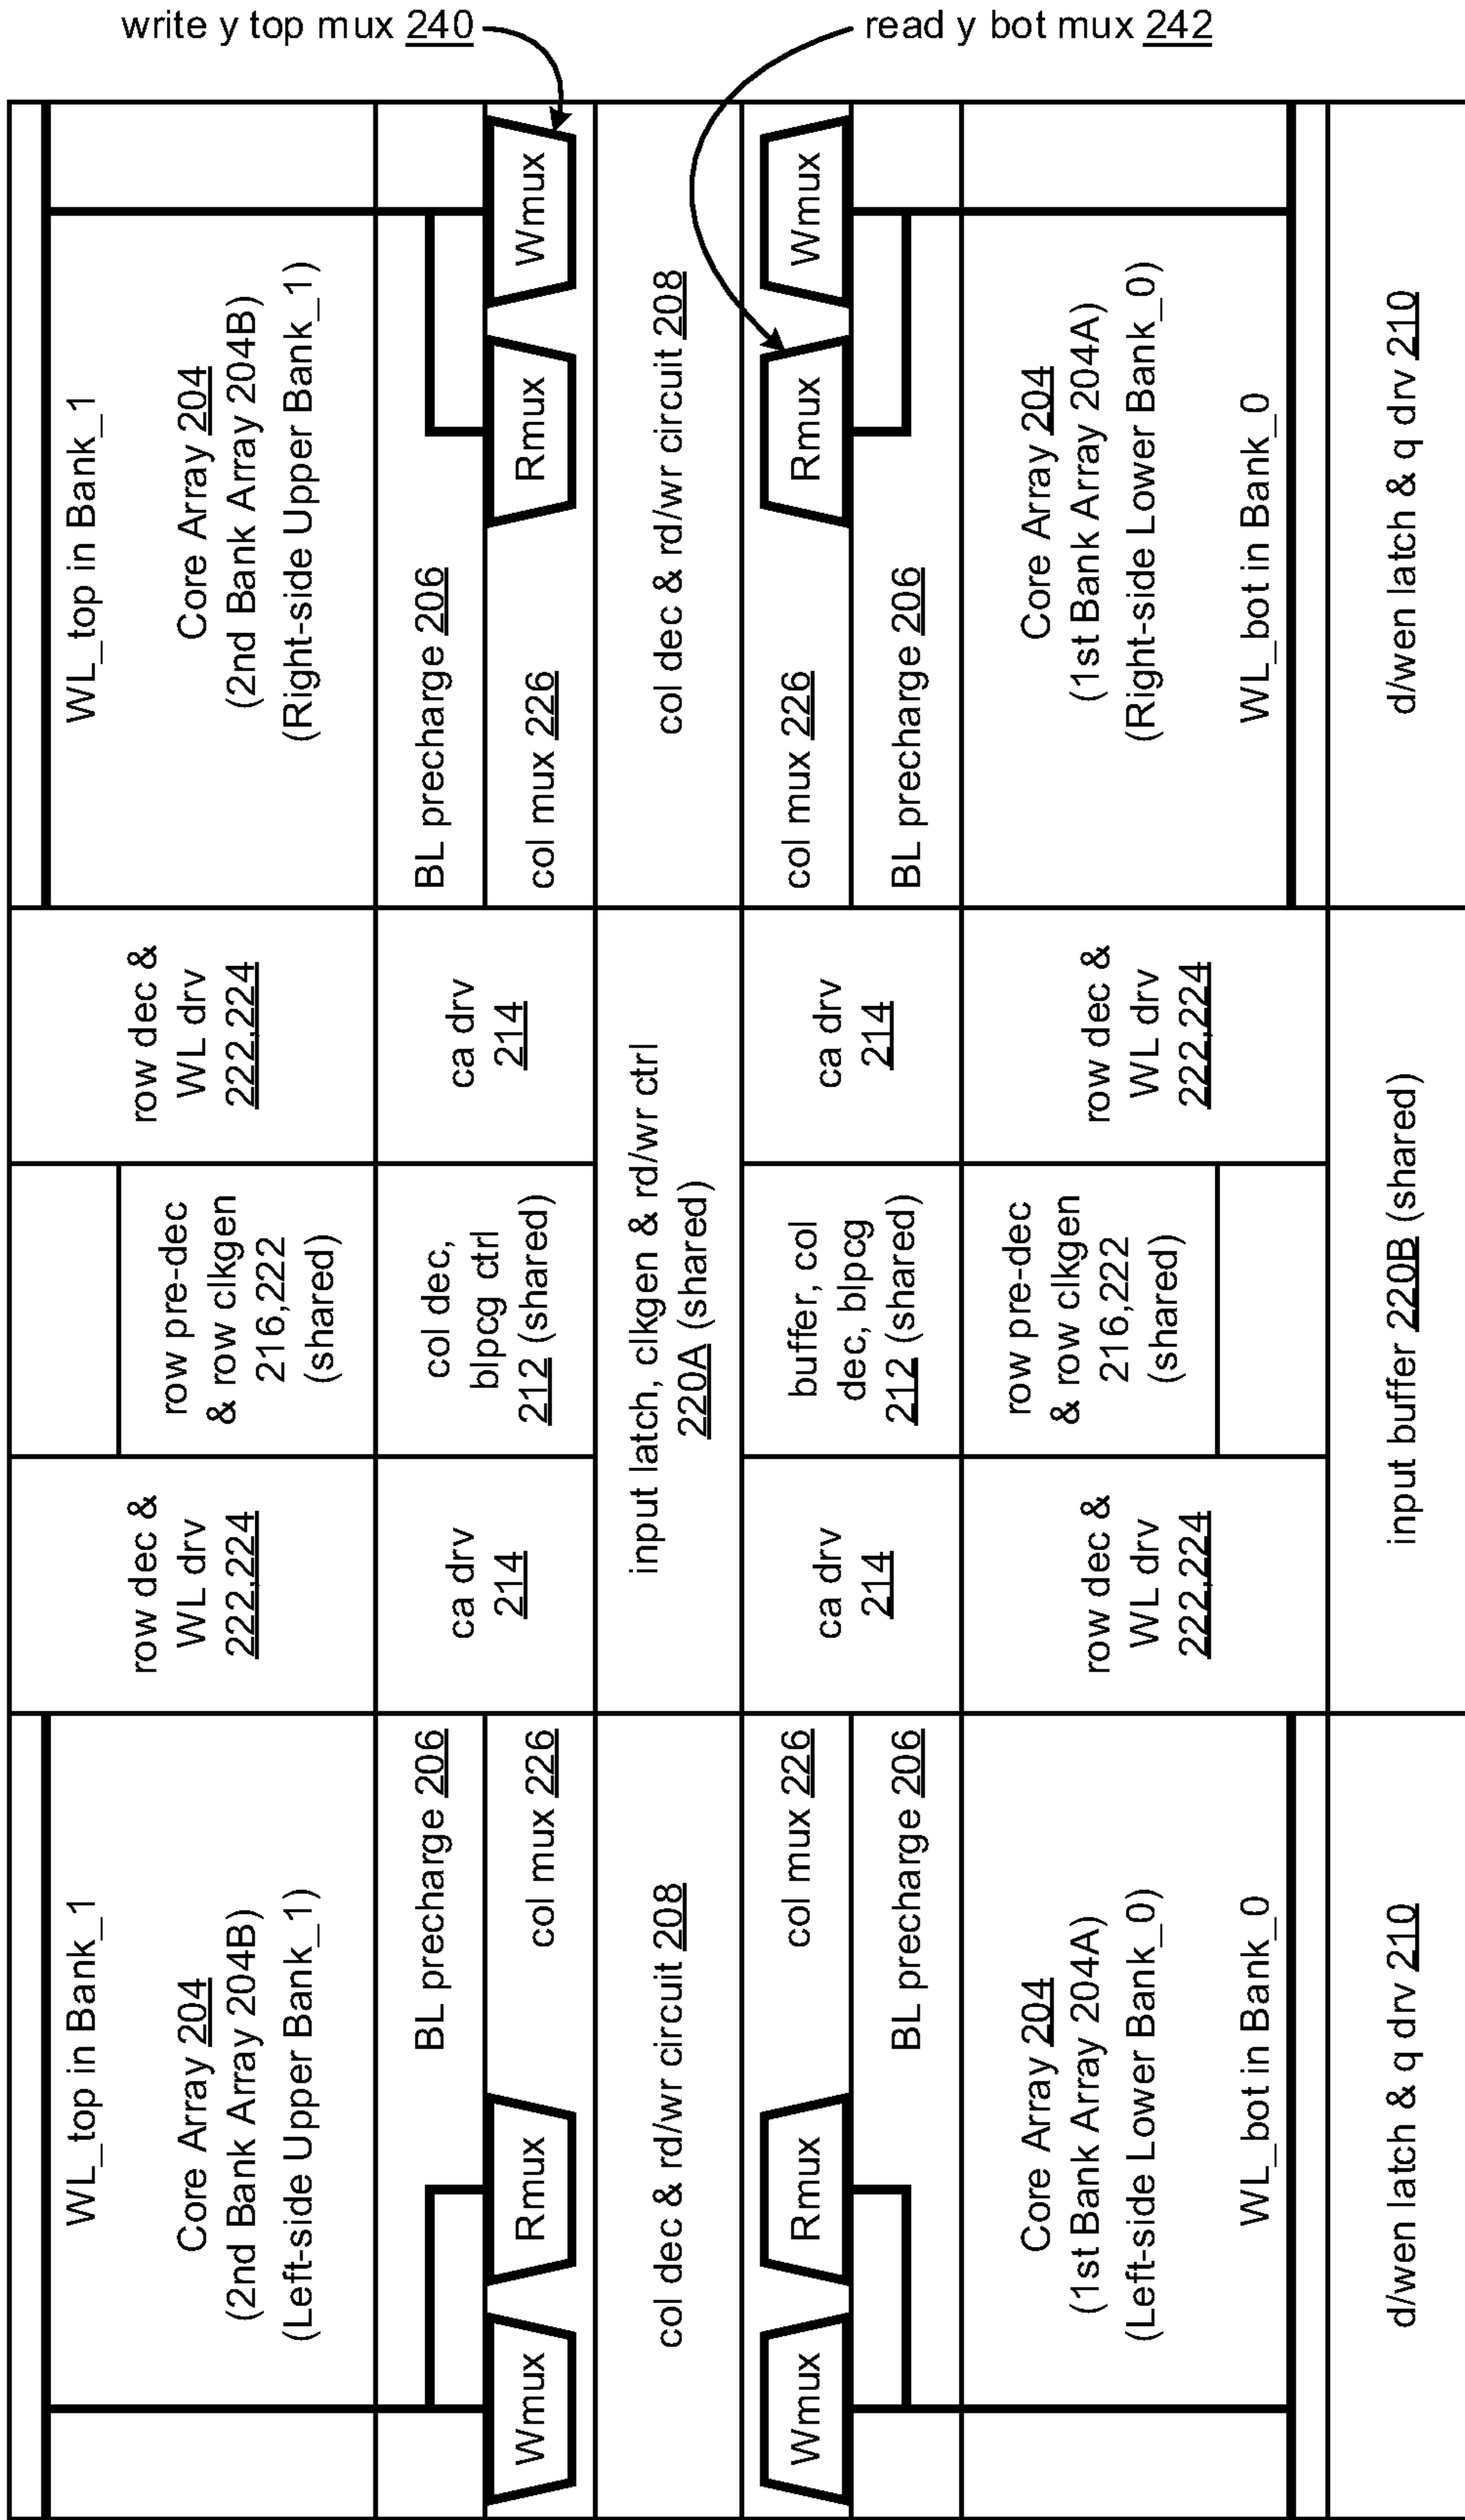 write y top mux 240
read y bot mux 242
WL_top in Bank_1
Core Array 204
(2nd Bank Array 204B)
(Left-side Upper Bank_1)
BL precharge 206
col mux 226
Wmux
Rmux
col dec & rd/wr circuit 208
Wmux
Rmux
col mux 226
BL precharge 206
Core Array 204
(1st Bank Array 204A)
(Left-side Lower Bank_0)
WL_bot in Bank_0
d/wen latch & q drv 210
row dec &
WL drv
222,224
ca drv
214
row pre-dec
& row clkgen
216,222
(shared)
col dec,
blpcg ctrl
212 (shared)
row dec &
WL drv
222,224
ca drv
214
input latch, clkgen & rd/wr ctrl
220A (shared)
ca drv
214
buffer, col
dec, blpcg
212 (shared)
ca drv
214
row dec &
WL drv
222,224
row pre-dec
& row clkgen
216,222
(shared)
row dec &
WL drv
222,224
input buffer 220B (shared)
WL_top in Bank_1
Core Array 204
(2nd Bank Array 204B)
(Right-side Upper Bank_1)
BL precharge 206
col mux 226
Rmux
Wmux
col dec & rd/wr circuit 208
col mux 226
Rmux
Wmux
BL precharge 206
Core Array 204
(1st Bank Array 204A)
(Right-side Lower Bank_0)
WL_bot in Bank_0
d/wen latch & q drv 210